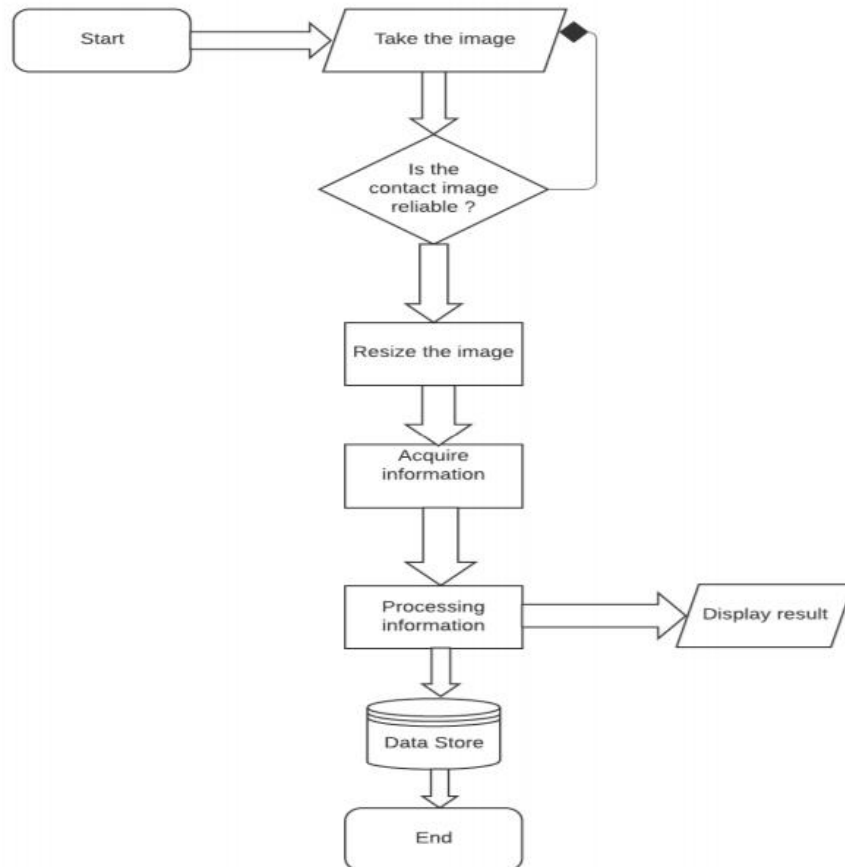 Start
Take the image
Is the
contact image
reliable ?
Resize the image
Acquire
information
Processing
information
Display result
Data Store
End